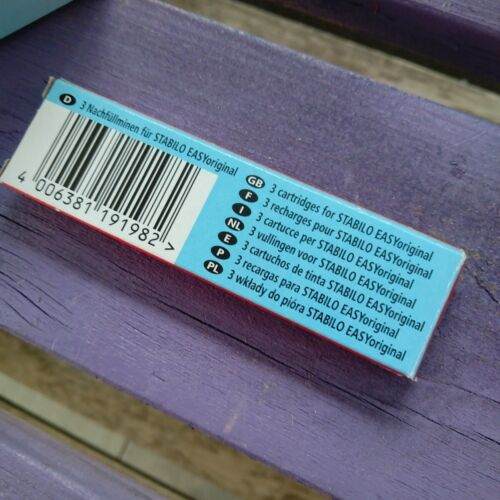 D 3 Nachfüllminen für STABILO EASYoriginal
4 006381 191982 >
GB 3 cartridges for STABILO EASYoriginal
F 3 recharges pour STABILO EASYoriginal
I 3 cartucce per STABILO EASYoriginal
NL 3 vullingen voor STABILO EASYoriginal
E 3 cartuchos de tinta STABILO EASYoriginal
P 3 recargas para STABILO EASYoriginal
PL 3 wkłady do pióra STABILO EASYoriginal